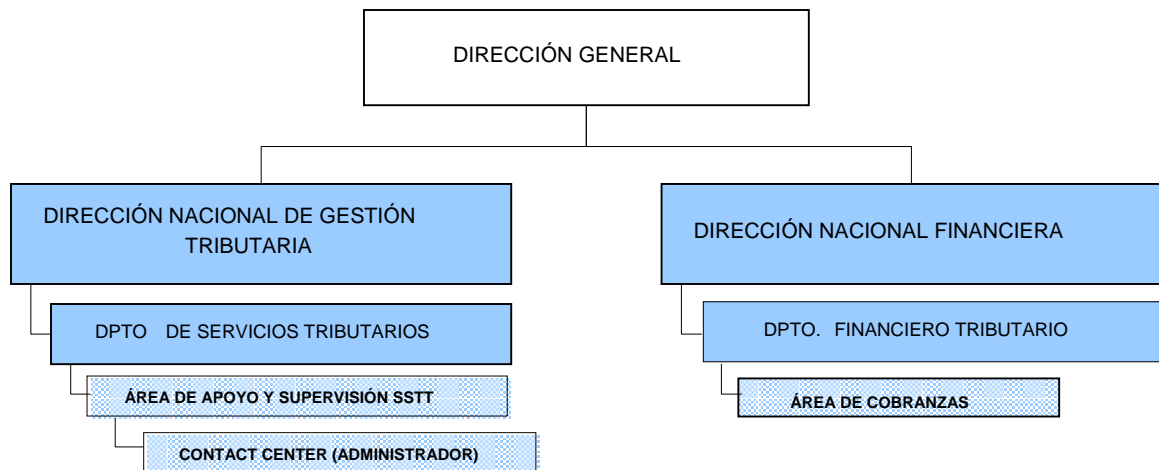 DIRECCIÓN GENERAL
DIRECCIÓN NACIONAL DE GESTIÓN
TRIBUTARIA
DIRECCIÓN NACIONAL FINANCIERA
DPTO DE SERVICIOS TRIBUTARIOS
DPTO. FINANCIERO TRIBUTARIO
ÁREA DE APOYO Y SUPERVISIÓN SSTT
ÁREA DE COBRANZAS
CONTACT CENTER (ADMINISTRADOR)